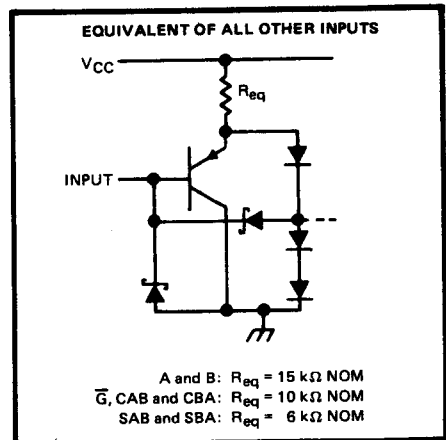 EQUIVALENT OF ALL OTHER INPUTS
VCC
Req
INPUT
A and B: Req = 15 kΩ NOM
G̅, CAB and CBA: Req = 10 kΩ NOM
SAB and SBA: Req = 6 kΩ NOM